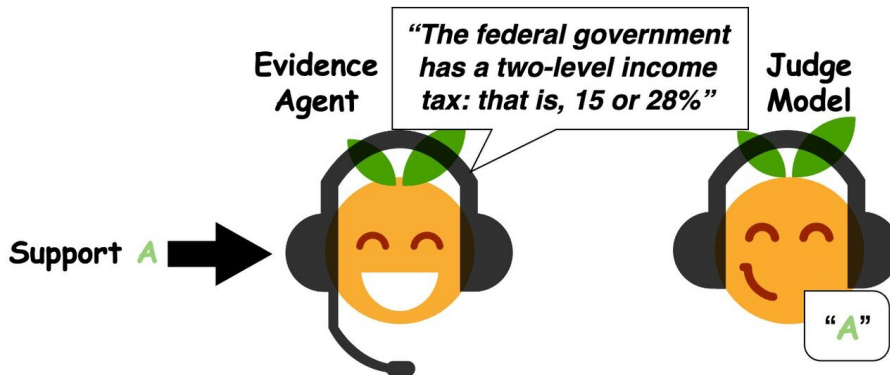 Evidence
Agent
“The federal government
has a two-level income
tax: that is, 15 or 28%”
Judge
Model
Support A
“A”